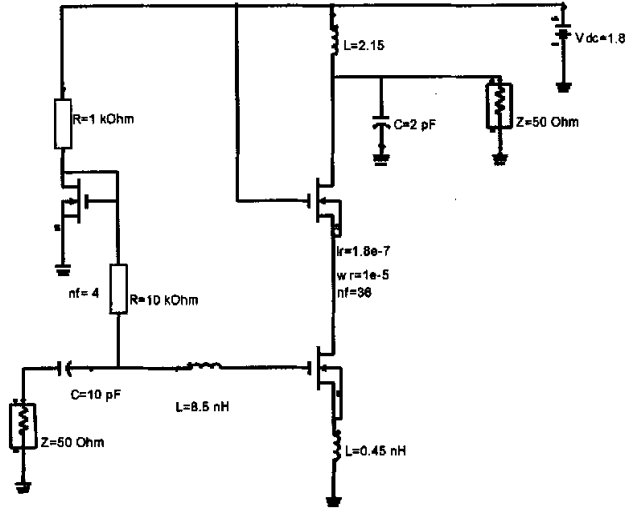 L=2.15
Vdc=1.8
R=1 kOhm
C=2 pF
Z=50 Ohm
lr=1.8e-7
wr=1e-5
nf=36
nf= 4
R=10 kOhm
C=10 pF
L=8.5 nH
Z=50 Ohm
L=0.45 nH